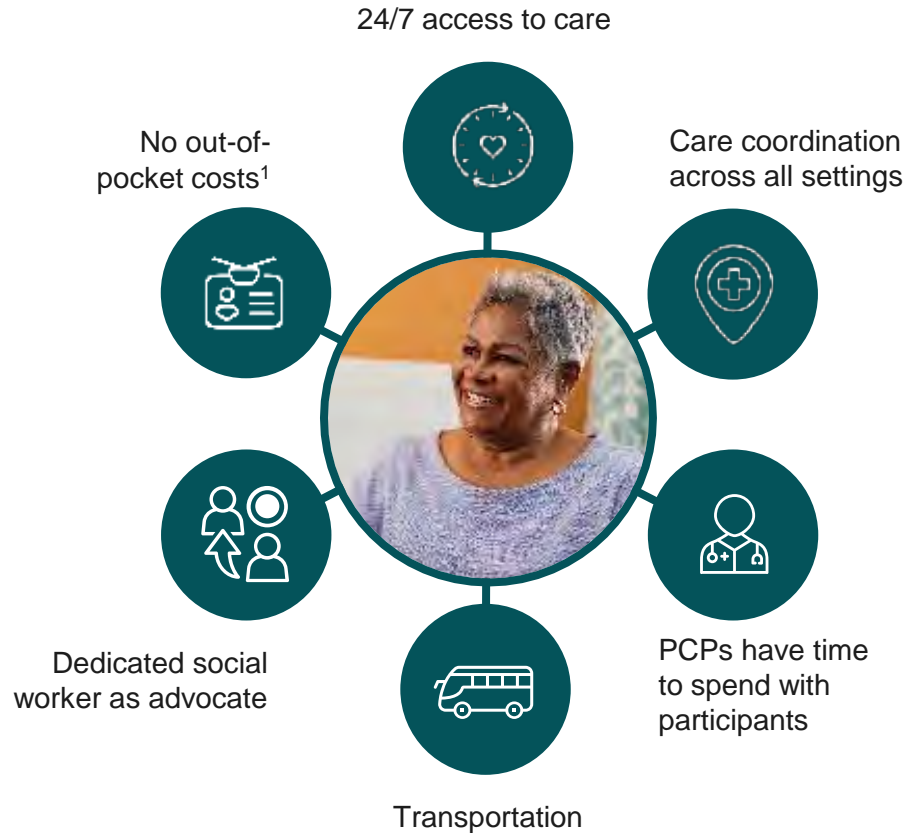 24/7 access to care
No out-of-
pocket costs¹
Care coordination
across all settings
Dedicated social
worker as advocate
PCPs have time
to spend with
participants
Transportation